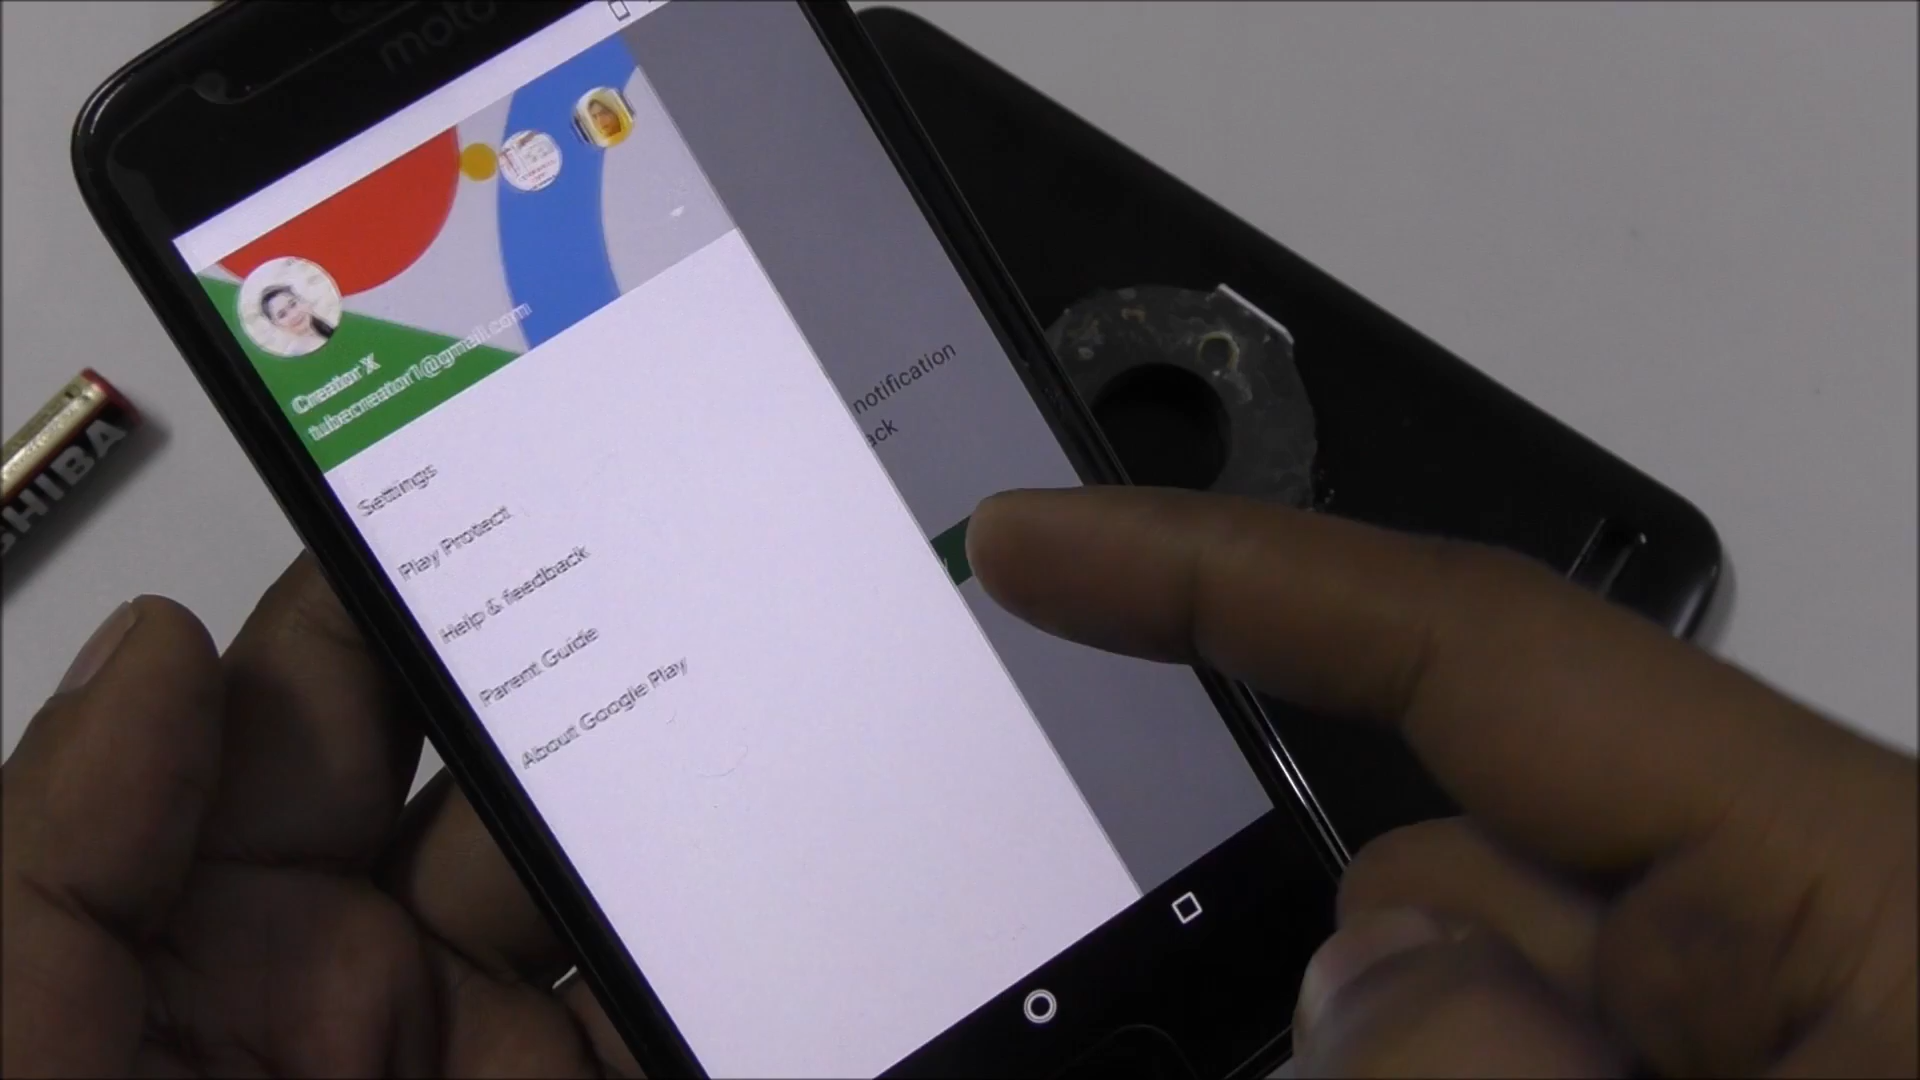 moto
Creator X
tubecreator1@gmail.com
Settings
Play Protect
Help & feedback
Parent Guide
About Google Play
notification
ack
SHIBA